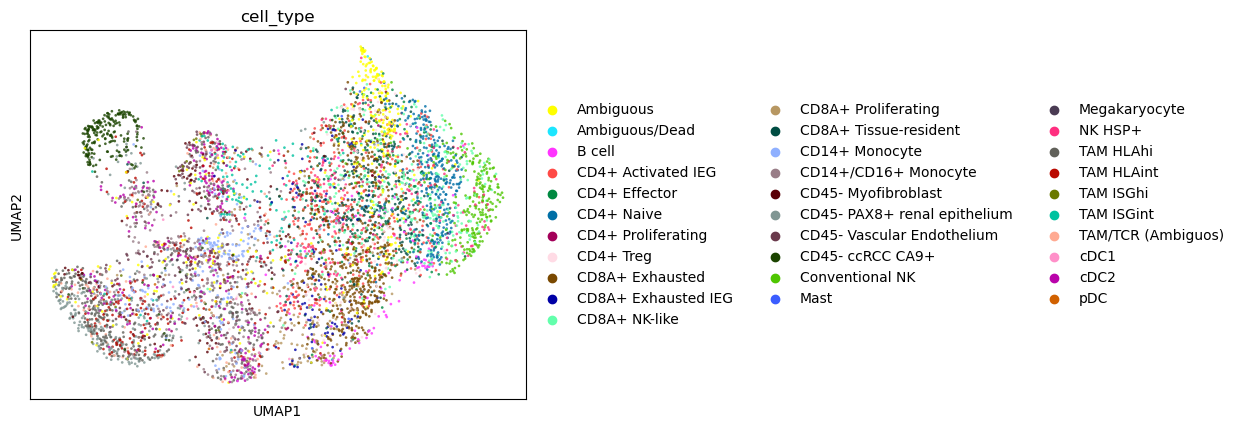 cell_type
UMAP2
UMAP1
Ambiguous
Ambiguous/Dead
B cell
CD4+ Activated IEG
CD4+ Effector
CD4+ Naive
CD4+ Proliferating
CD4+ Treg
CD8A+ Exhausted
CD8A+ Exhausted IEG
CD8A+ NK-like
CD8A+ Proliferating
CD8A+ Tissue-resident
CD14+ Monocyte
CD14+/CD16+ Monocyte
CD45- Myofibroblast
CD45- PAX8+ renal epithelium
CD45- Vascular Endothelium
CD45- ccRCC CA9+
Conventional NK
Mast
Megakaryocyte
NK HSP+
TAM HLAhi
TAM HLAint
TAM ISGhi
TAM ISGint
TAM/TCR (Ambiguos)
cDC1
cDC2
pDC